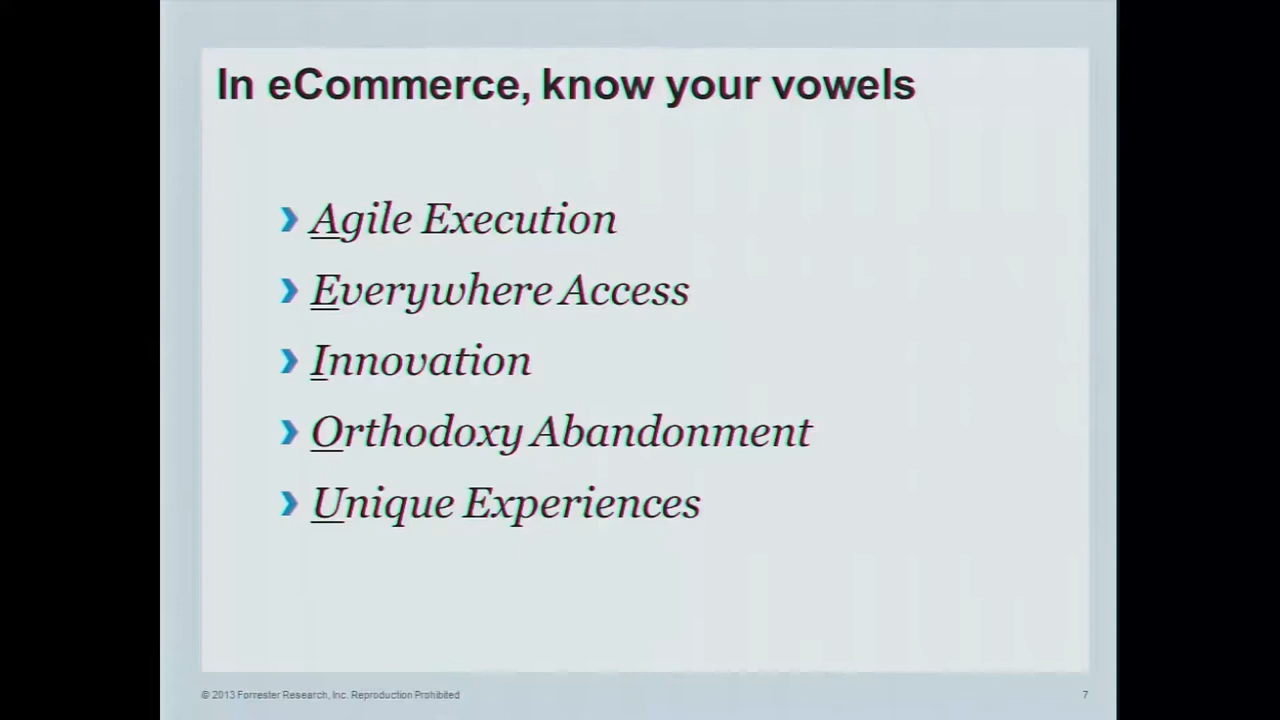 In eCommerce, know your vowels
Agile Execution
Everywhere Access
Innovation
Orthodoxy Abandonment
Unique Experiences
© 2013 Forrester Research, Inc. Reproduction Prohibited
7